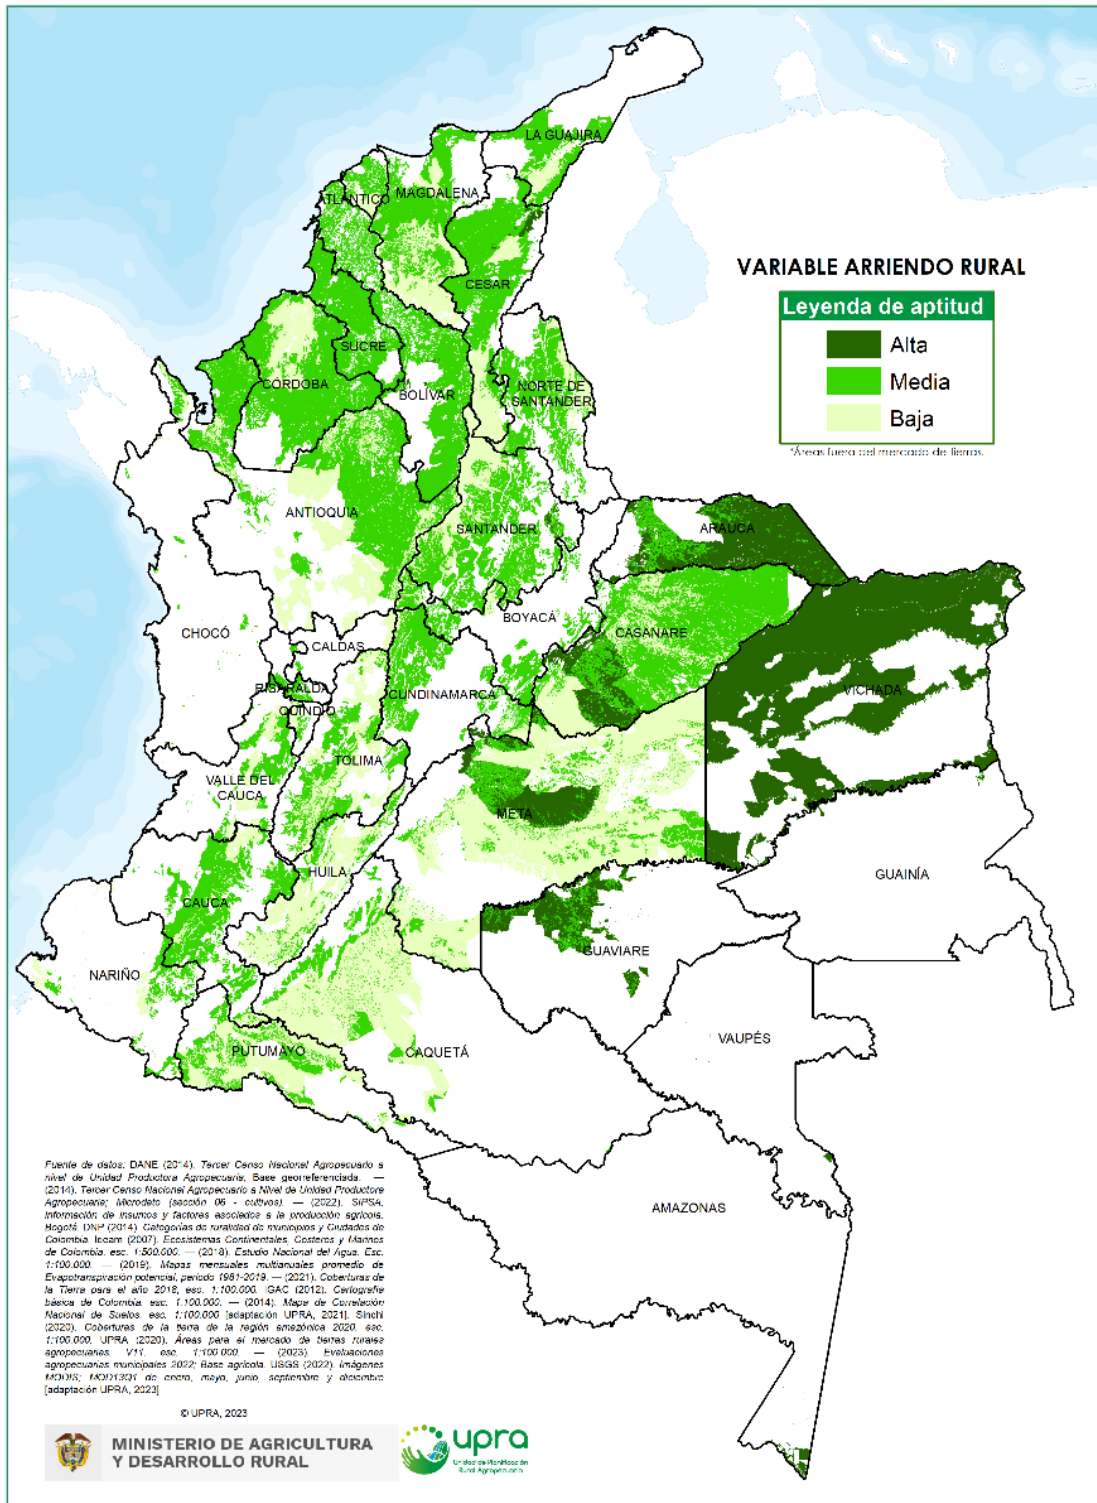 LA GUAJIRA
ATLÁNTICO
MAGDALENA
VARIABLE ARRIENDO RURAL
Leyenda de aptitud
Alta
Media
Baja
*Áreas fuera del mercado de tierras.
CESAR
SUCRE
CÓRDOBA
BOLÍVAR
NORTE DE
SANTANDER
ANTIOQUIA
SANTANDER
ARAUCA
BOYACÁ
CASANARE
CHOCÓ
CALDAS
RISARALDA
CUNDINAMARCA
QUINDÍO
VICHADA
TOLIMA
VALLE DEL
CAUCA
META
HUILA
GUAINÍA
CAUCA
GUAVIARE
NARIÑO
VAUPÉS
PUTUMAYO
CAQUETÁ
AMAZONAS
Fuente de datos: DANE (2014). Tercer Censo Nacional Agropecuario a
nivel de Unidad Productora Agropecuaria; Base georreferenciada. —
(2014). Tercer Censo Nacional Agropecuario a Nivel de Unidad Productora
Agropecuaria; Microdato (sección 06 - cultivos). — (2022). SIPSA,
Información de insumos y factores asociados a la producción agrícola.
Bogotá. DNP (2014) Categorías de ruralidad de municipios y Ciudades de
Colombia. Ideam (2007). Ecosistemas Continentales, Costeros y Marinos
de Colombia. esc. 1:500.000. — (2018). Estudio Nacional del Agua. Esc.
1:100.000. — (2019). Mapas mensuales multianuales promedio de
Evapotranspiración potencial, periodo 1981-2019. — (2021). Coberturas de
la Tierra para el año 2018, esc. 1:100.000. IGAC (2012). Cartografía
básica de Colombia. esc. 1:100.000. — (2014). Mapa de Correlación
Nacional de Suelos. esc. 1:100.000 [adaptación UPRA, 2021]. Sinchi
(2020). Coberturas de la tierra de la región amazónica 2020. esc.
1:100.000. UPRA (2020). Áreas para el mercado de tierras rurales
agropecuarias. V11. esc. 1:100.000. — (2023). Evaluaciones
agropecuarias municipales 2022; Base agrícola. USGS (2022). Imágenes
MODIS; MOD13Q1 de enero, mayo, junio, septiembre y diciembre
[adaptación UPRA, 2023]
© UPRA, 2023
MINISTERIO DE AGRICULTURA
Y DESARROLLO RURAL
upra
Unidad de Planificación
Rural Agropecuaria